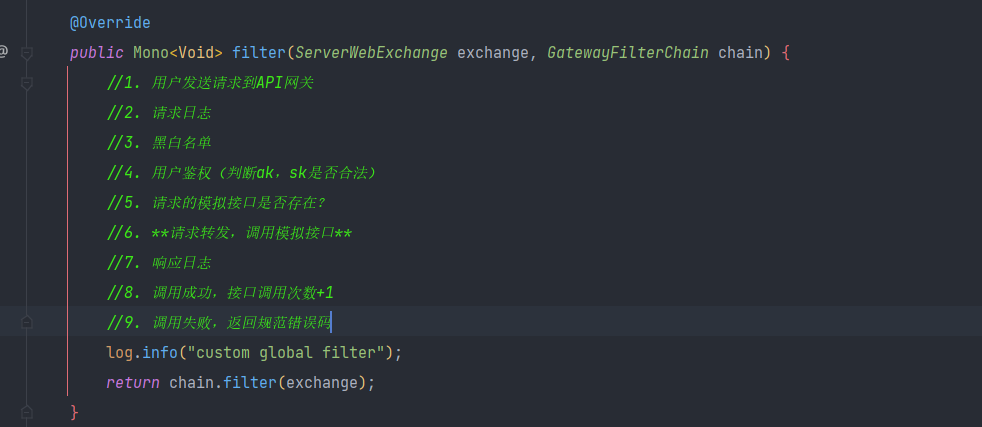 @Override
public Mono<Void> filter(ServerWebExchange exchange, GatewayFilterChain chain) {
//1. 用户发送请求到API网关
//2. 请求日志
//3. 黑白名单
//4. 用户鉴权（判断ak，sk是否合法）
//5. 请求的模拟接口是否存在？
//6. **请求转发，调用模拟接口**
//7. 响应日志
//8. 调用成功，接口调用次数+1
//9. 调用失败，返回规范错误码
log.info("custom global filter");
return chain.filter(exchange);
}